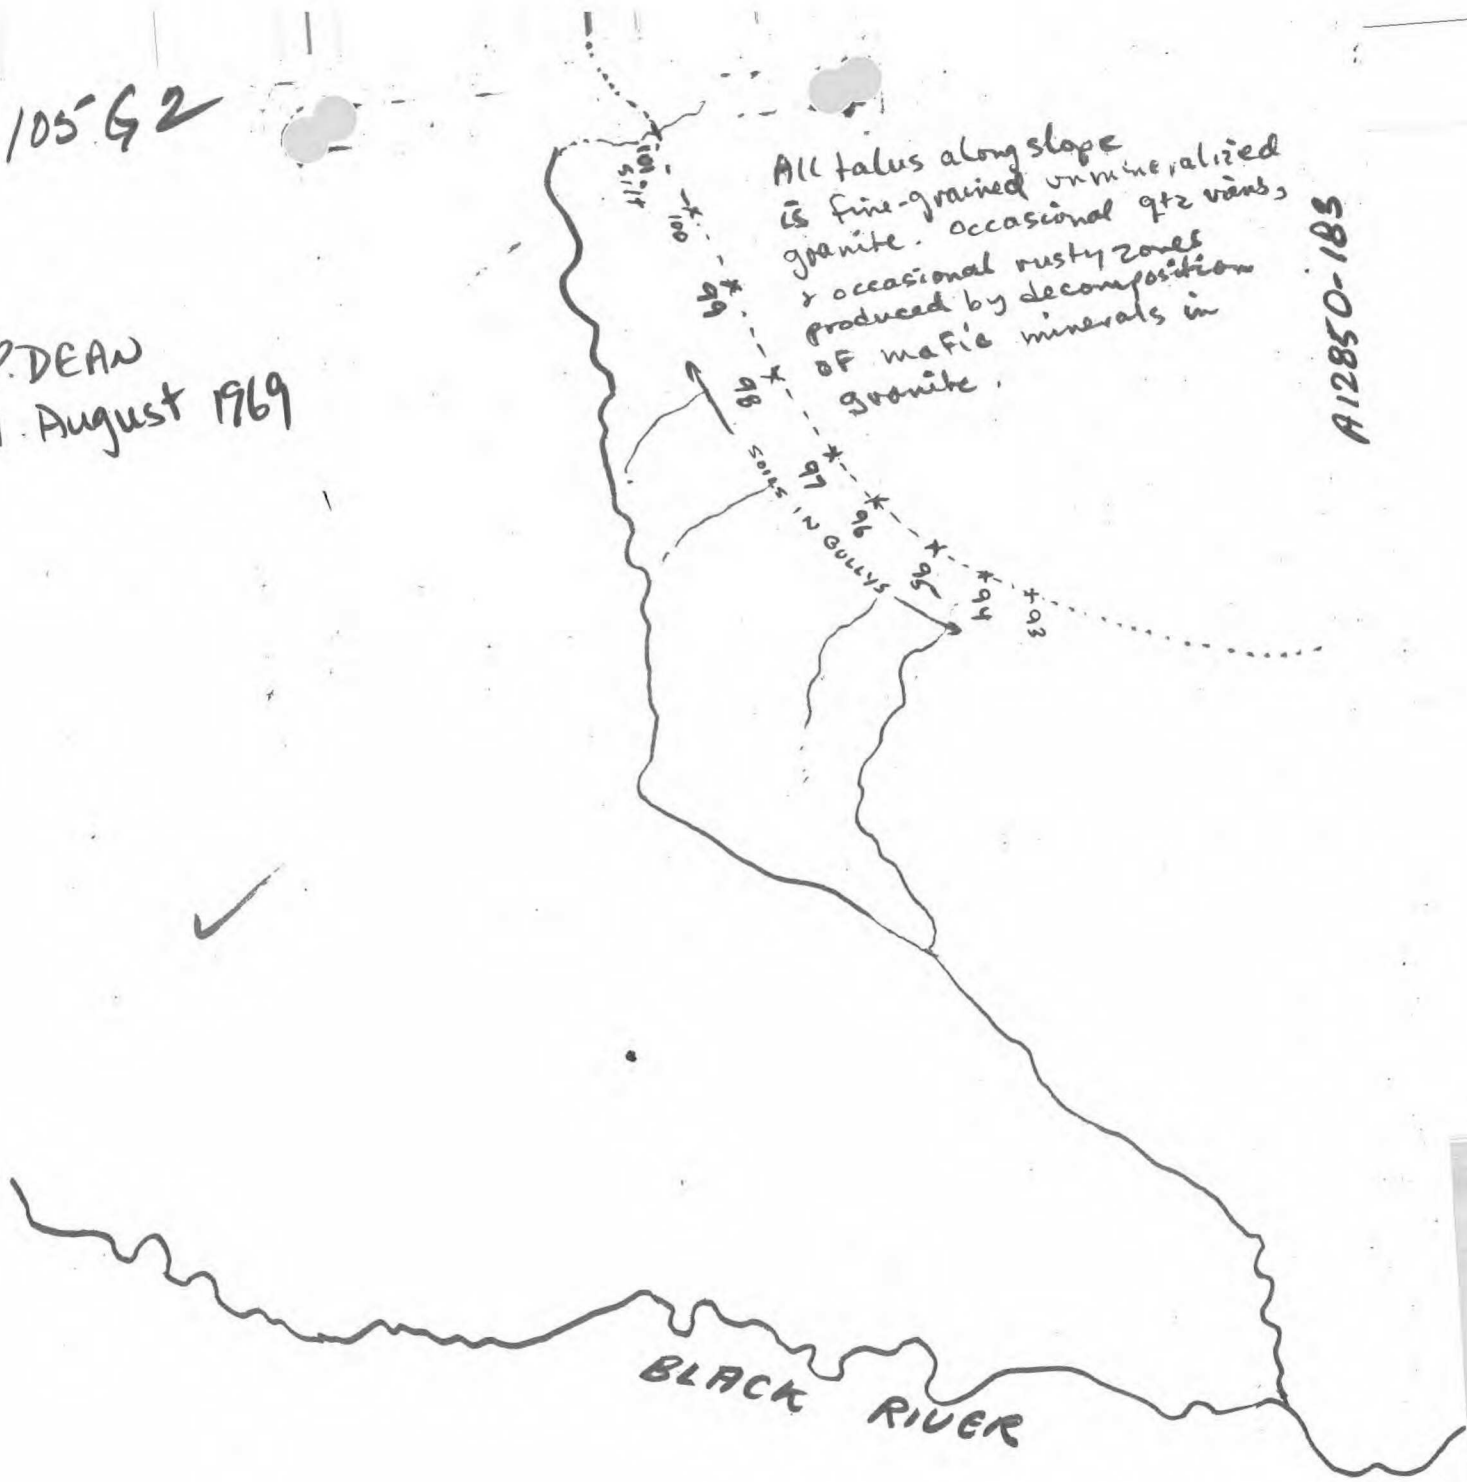 105 G 2
P. DEAN
August 1969
All talus along slope
is fine-grained unmineralized
granite. occasional qtz viens,
& occasional rusty zones
produced by decomposition
of mafic minerals in
granite.
A12850-183
101
silt
100
99
98
97
96
95
94
93
SOILS IN GULLYS
BLACK RIVER